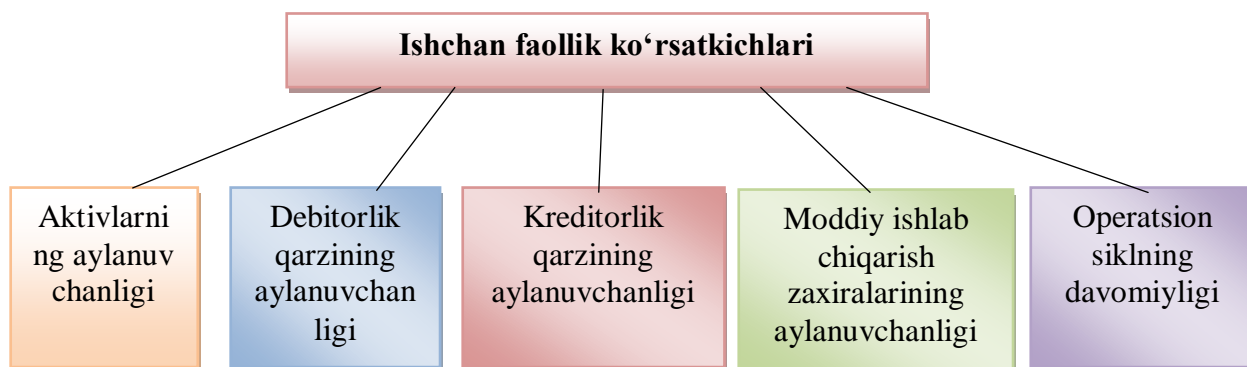 Ishchan faollik ko‘rsatkichlari
Aktivlarni
ng aylanuv
chanligi
Debitorlik
qarzining
aylanuvchan
ligi
Kreditorlik
qarzining
aylanuvchanligi
Moddiy ishlab
chiqarish
zaxiralarining
aylanuvchanligi
Operatsion
siklning
davomiyligi